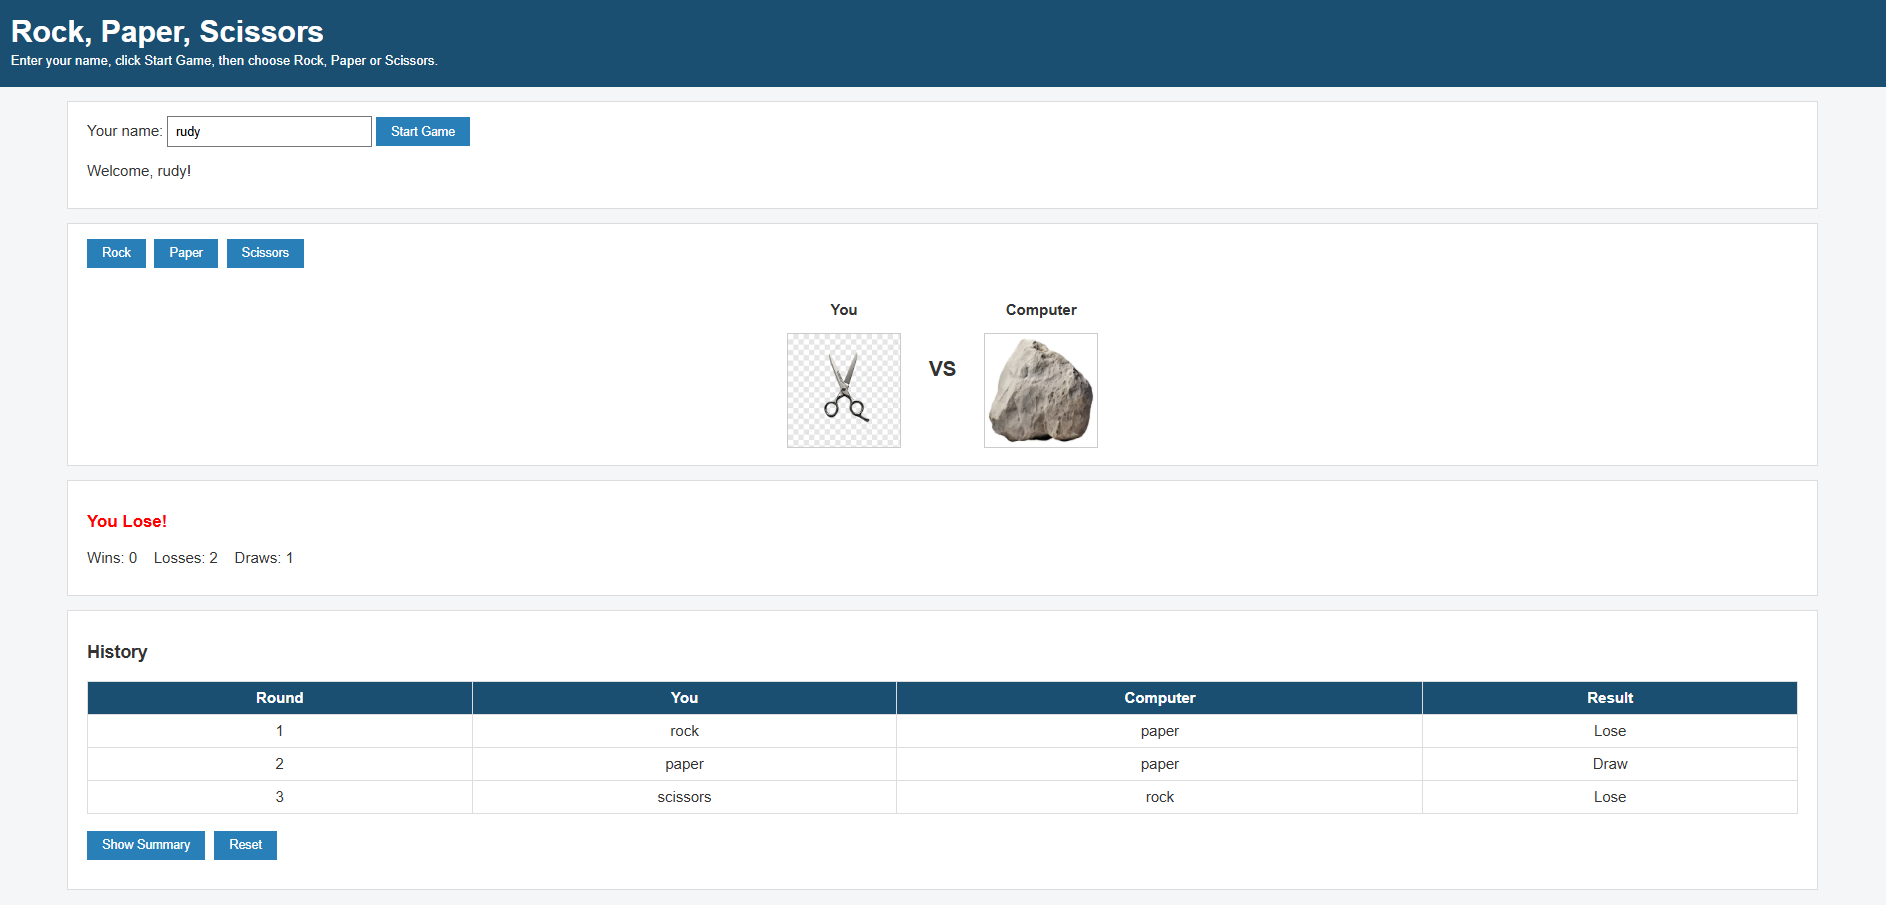 Rock, Paper, Scissors
Enter your name, click Start Game, then choose Rock, Paper or Scissors.
Your name: rudy Start Game
Welcome, rudy!
Rock Paper Scissors
You Computer
VS
You Lose!
Wins: 0 Losses: 2 Draws: 1
History
Round You Computer Result
1 rock paper Lose
2 paper paper Draw
3 scissors rock Lose
Show Summary Reset